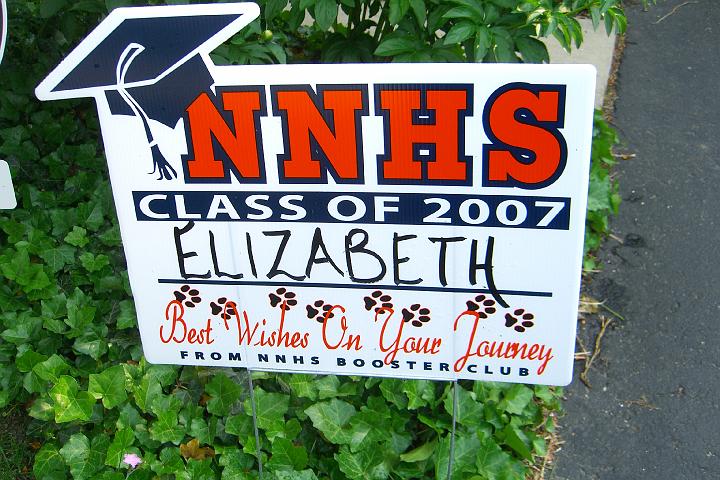 NNHS
CLASS OF 2007
ELIZABETH
Best Wishes On Your Journey
FROM NNHS BOOSTER CLUB